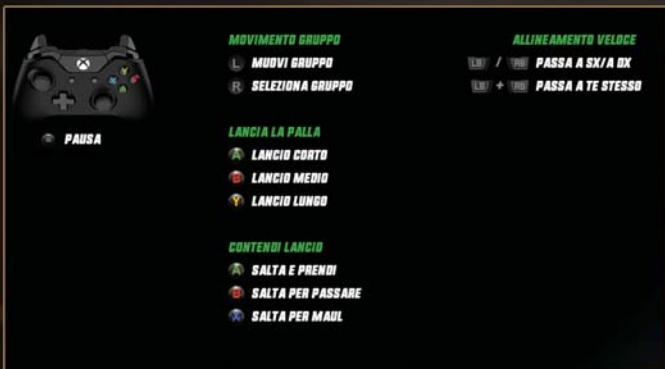 PAUSA
MOVIMENTO GRUPPO
L MUOVI GRUPPO
R SELEZIONA GRUPPO
LANCIA LA PALLA
A LANCIO CORTO
B LANCIO MEDIO
Y LANCIO LUNGO
CONTENDI LANCIO
A SALTA E PRENDI
B SALTA PER PASSARE
X SALTA PER MAUL
ALLINEAMENTO VELOCE
LB / RB PASSA A SX/A DX
LB + RB PASSA A TE STESSO